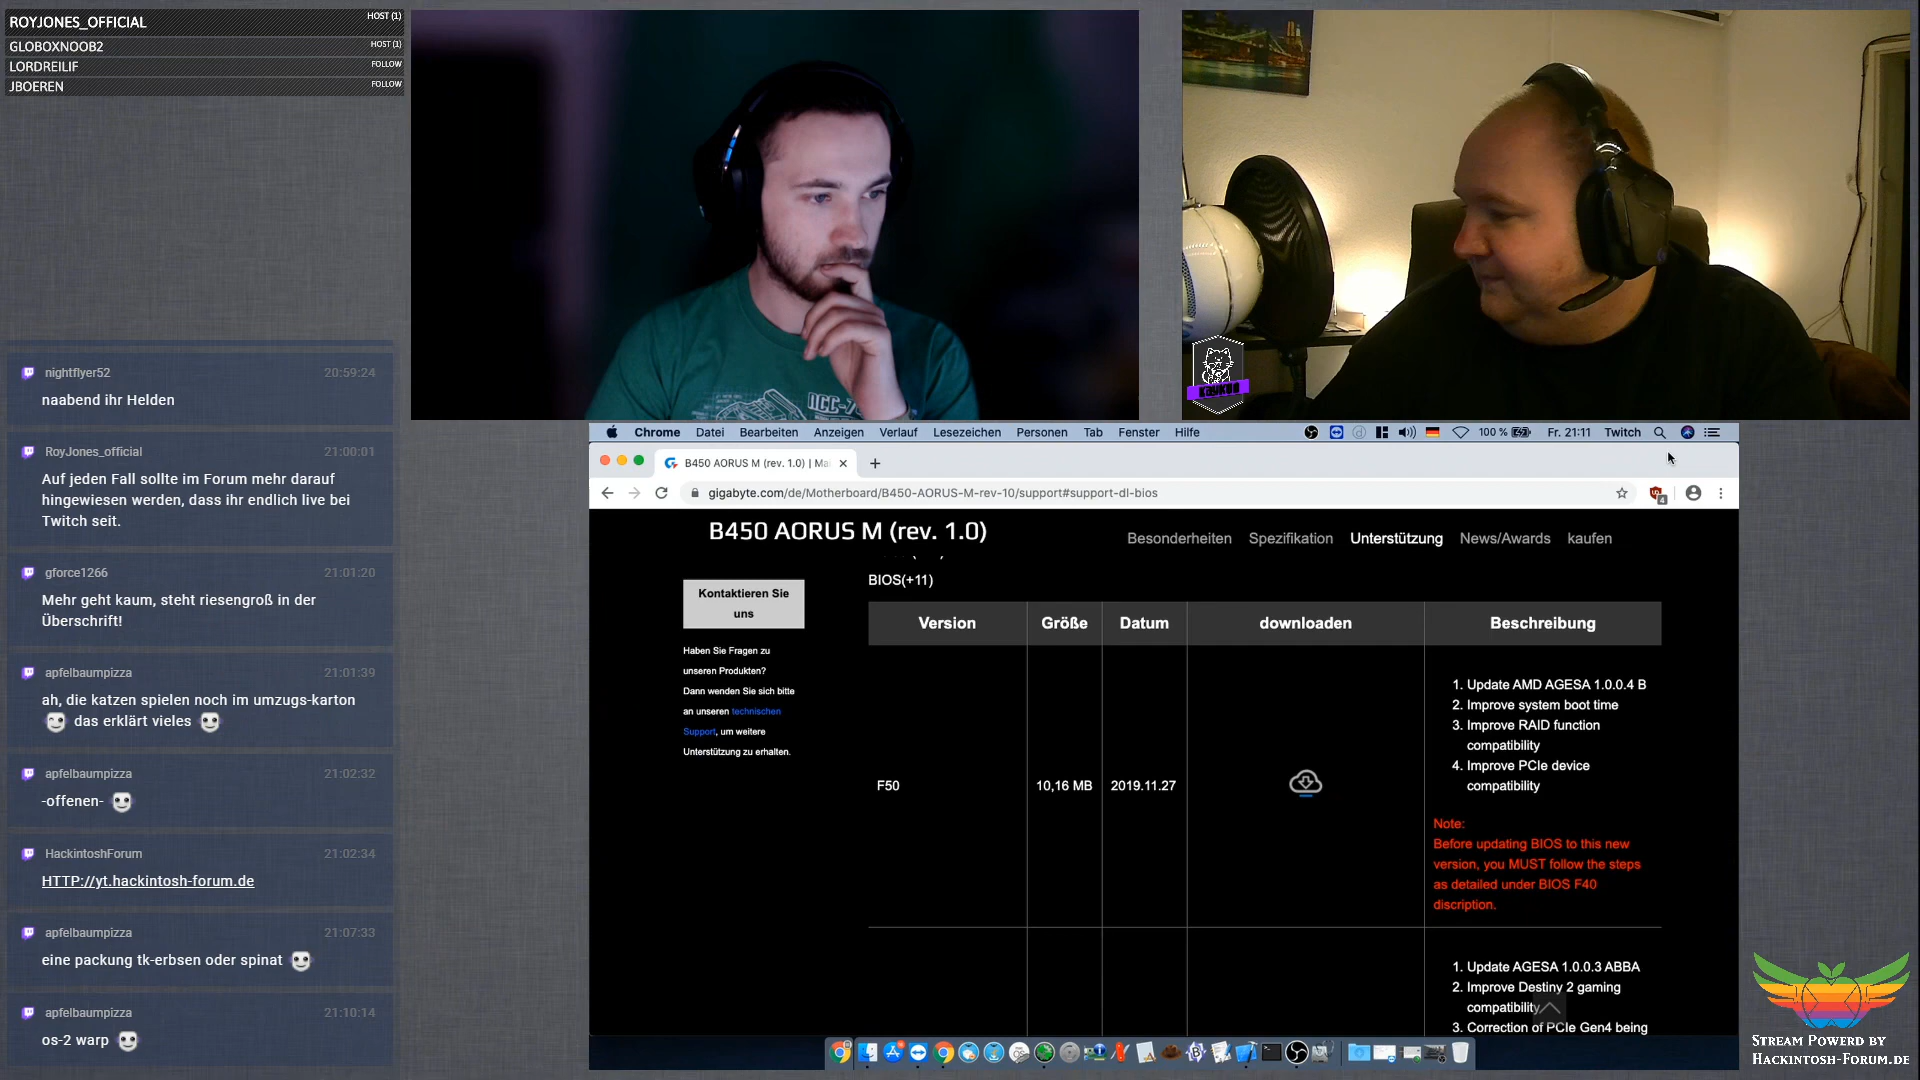 ROYJONES_OFFICIAL HOST (1)
GLOBOXNOOB2 HOST (1)
LORDREILIF FOLLOW
JBOEREN FOLLOW
nightflyer52 20:59:24
naabend ihr Helden
RoyJones_official 21:00:01
Auf jeden Fall sollte im Forum mehr darauf
hingewiesen werden, dass ihr endlich live bei
Twitch seit.
gforce1266 21:01:20
Mehr geht kaum, steht riesengroß in der
Überschrift!
apfelbaumpizza 21:01:39
ah, die katzen spielen noch im umzugs-karton
das erklärt vieles
apfelbaumpizza 21:02:32
-offenen-
HackintoshForum 21:02:34
HTTP://yt.hackintosh-forum.de
apfelbaumpizza 21:07:33
eine packung tk-erbsen oder spinat
apfelbaumpizza 21:10:14
os-2 warp
Chrome Datei Bearbeiten Anzeigen Verlauf Lesezeichen Personen Tab Fenster Hilfe 100 % Fr. 21:11 Twitch
B450 AORUS M (rev. 1.0) | Ma
gigabyte.com/de/Motherboard/B450-AORUS-M-rev-10/support#support-dl-bios
4
B450 AORUS M (rev. 1.0)
Besonderheiten Spezifikation Unterstützung News/Awards kaufen
Kontaktieren Sie
uns
Haben Sie Fragen zu
unseren Produkten?
Dann wenden Sie sich bitte
an unseren technischen
Support, um weitere
Unterstützung zu erhalten.
BIOS(+11)
Version Größe Datum downloaden Beschreibung
F50 10,16 MB 2019.11.27
1. Update AMD AGESA 1.0.0.4 B
2. Improve system boot time
3. Improve RAID function
compatibility
4. Improve PCIe device
compatibility
Note:
Before updating BIOS to this new
version, you MUST follow the steps
as detailed under BIOS F40
discription.
1. Update AGESA 1.0.0.3 ABBA
2. Improve Destiny 2 gaming
compatibility
3. Correction of PCIe Gen4 being
Stream Powerd by
Hackintosh-Forum.de